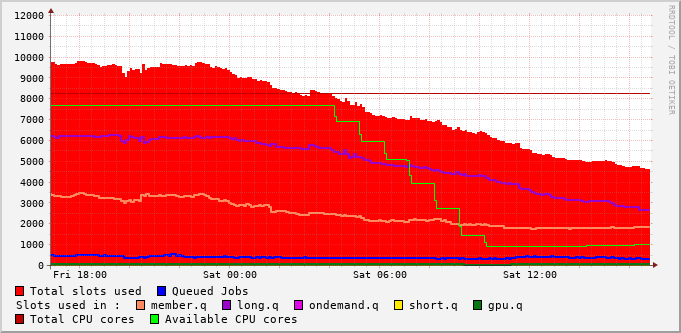 12000
11000
10000
9000
8000
7000
6000
5000
4000
3000
2000
1000
0
Fri 18:00 Sat 00:00 Sat 06:00 Sat 12:00
Total slots used Queued Jobs
Slots used in : member.q long.q ondemand.q short.q gpu.q
Total CPU cores Available CPU cores
RRDTOOL / TOBI OETIKER